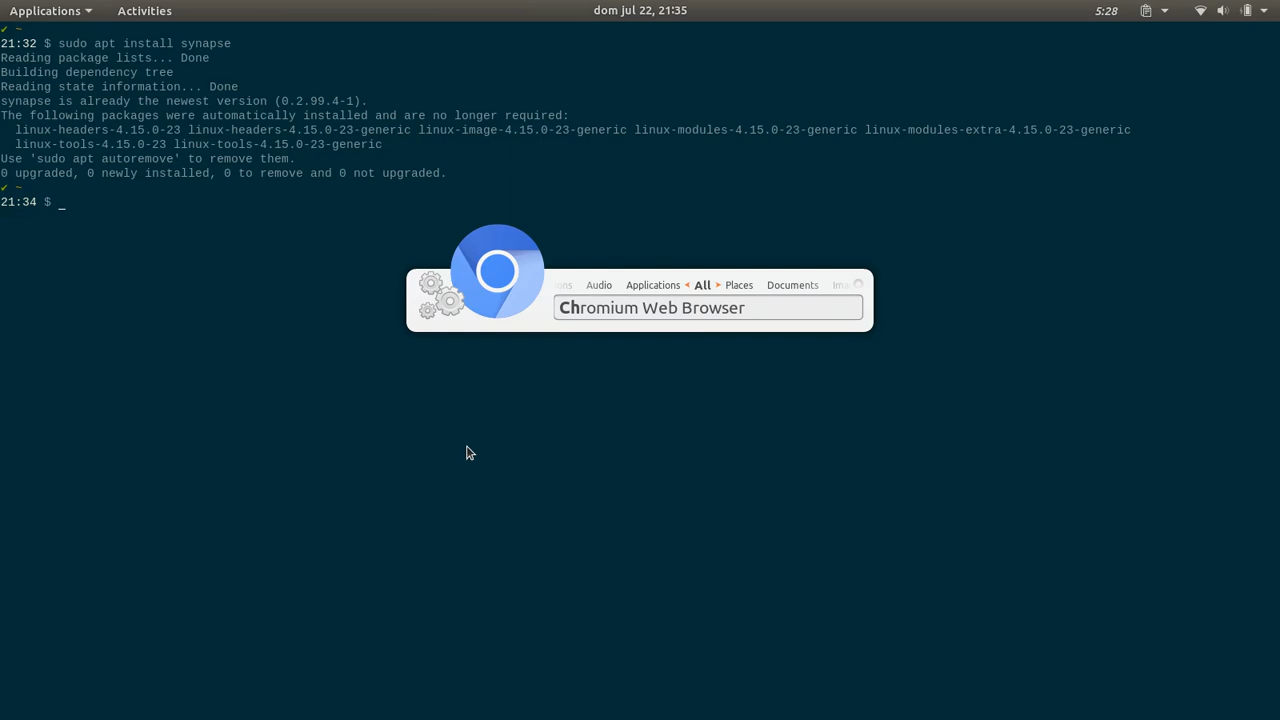 Applications Activities dom jul 22, 21:35 5:28
✔ ~
21:32 $ sudo apt install synapse
Reading package lists... Done
Building dependency tree
Reading state information... Done
synapse is already the newest version (0.2.99.4-1).
The following packages were automatically installed and are no longer required:
linux-headers-4.15.0-23 linux-headers-4.15.0-23-generic linux-image-4.15.0-23-generic linux-modules-4.15.0-23-generic linux-modules-extra-4.15.0-23-generic
linux-tools-4.15.0-23 linux-tools-4.15.0-23-generic
Use 'sudo apt autoremove' to remove them.
0 upgraded, 0 newly installed, 0 to remove and 0 not upgraded.
✔ ~
21:34 $ _
Audio Applications All Places Documents
Chromium Web Browser